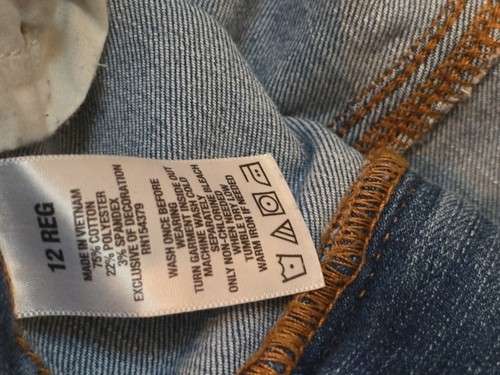 12 REG
MADE IN VIETNAM
75% COTTON
22% POLYESTER
3% SPANDEX
EXCLUSIVE OF DECORATION
RN154379
WASH ONCE BEFORE
WEARING INSIDE OUT
TURN GARMENT INSIDE OUT
MACHINE WASH COLD
SEPARATELY
ONLY NON-CHLORINE BLEACH
WHEN NEEDED
TUMBLE DRY LOW
WARM IRON IF NEEDED